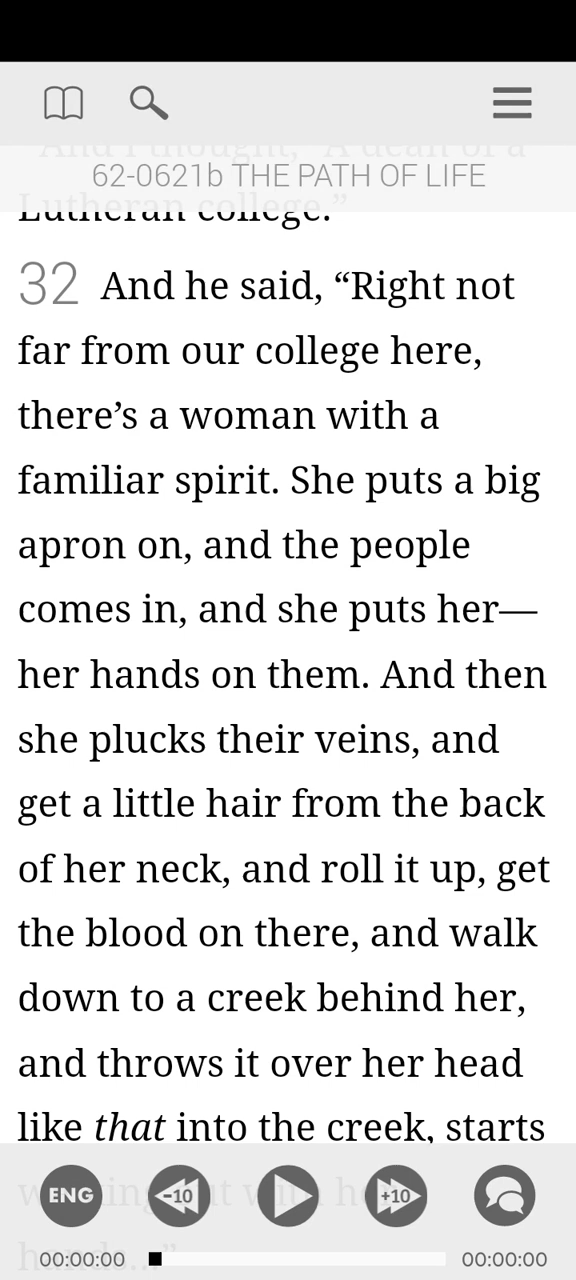 And I thought, "A dean of a
62-0621b THE PATH OF LIFE
Lutheran college.”
32 And he said, “Right not
far from our college here,
there’s a woman with a
familiar spirit. She puts a big
apron on, and the people
comes in, and she puts her—
her hands on them. And then
she plucks their veins, and
get a little hair from the back
of her neck, and roll it up, get
the blood on there, and walk
down to a creek behind her,
and throws it over her head
like that into the creek, starts
ENG -10 +10
hands...”
00:00:00 00:00:00